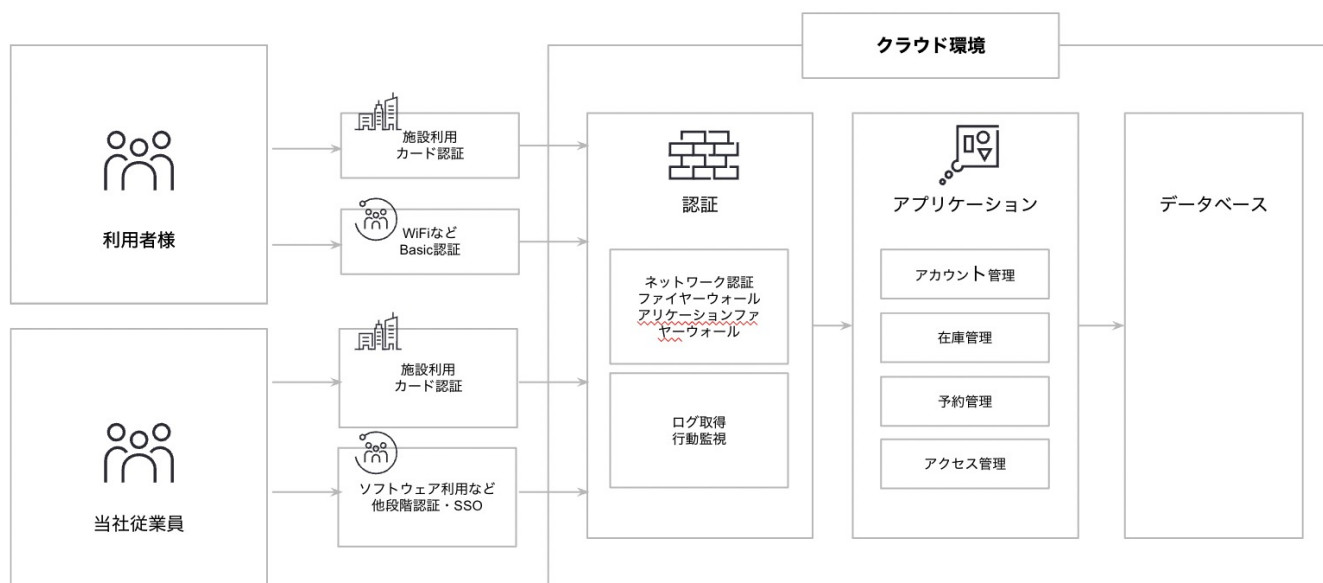 クラウド環境
利用者様
施設利用
カード認証
WiFiなど
Basic認証
当社従業員
施設利用
カード認証
ソフトウェア利用など
他段階認証・SSO
認証
ネットワーク認証
ファイヤーウォール
アリケーションファ
ヤーウォール
ログ取得
行動監視
アプリケーション
アカウント管理
在庫管理
予約管理
アクセス管理
データベース